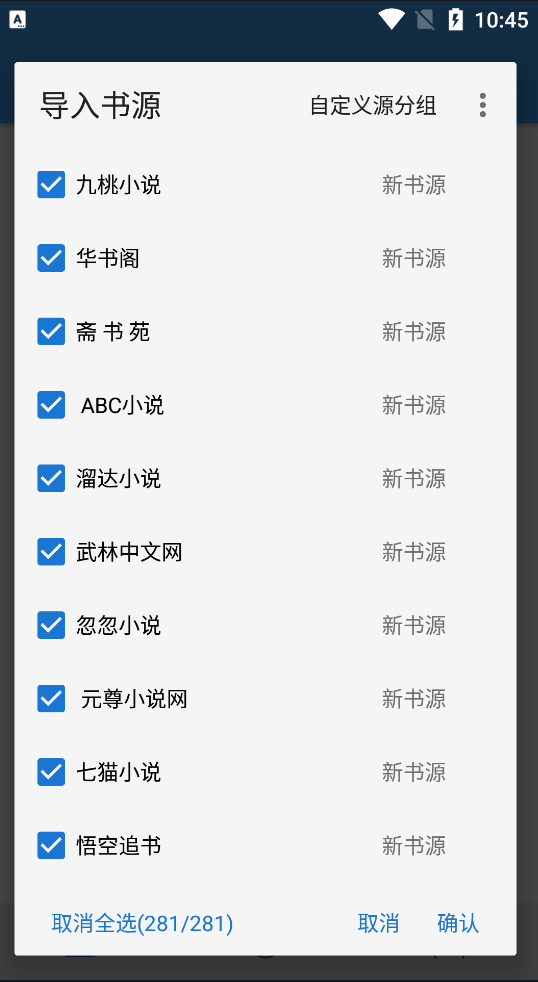 10:45
导入书源 自定义源分组
九桃小说 新书源
华书阁 新书源
斋 书 苑 新书源
ABC小说 新书源
溜达小说 新书源
武林中文网 新书源
忽忽小说 新书源
元尊小说网 新书源
七猫小说 新书源
悟空追书 新书源
取消全选(281/281) 取消 确认